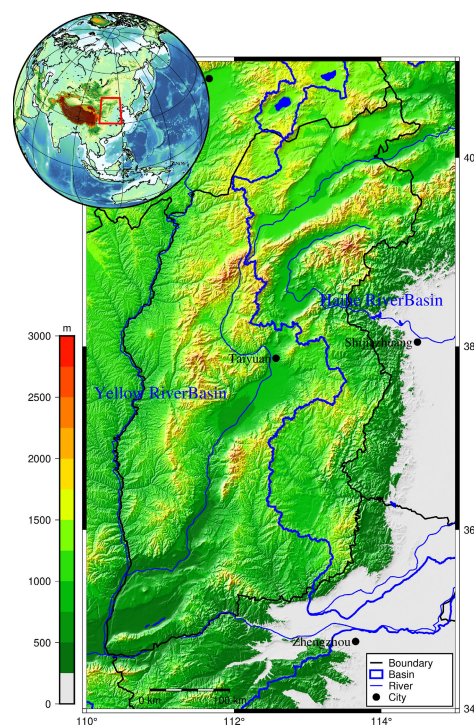 40
Haihe RiverBasin
3000
m
38
Shijiazhuang
Taiyuan
2500
Yellow RiverBasin
2000
1500
36
1000
500
Zhengzhou
Boundary
Basin
River
City
0
0 km
100 km
34
110°
112°
114°